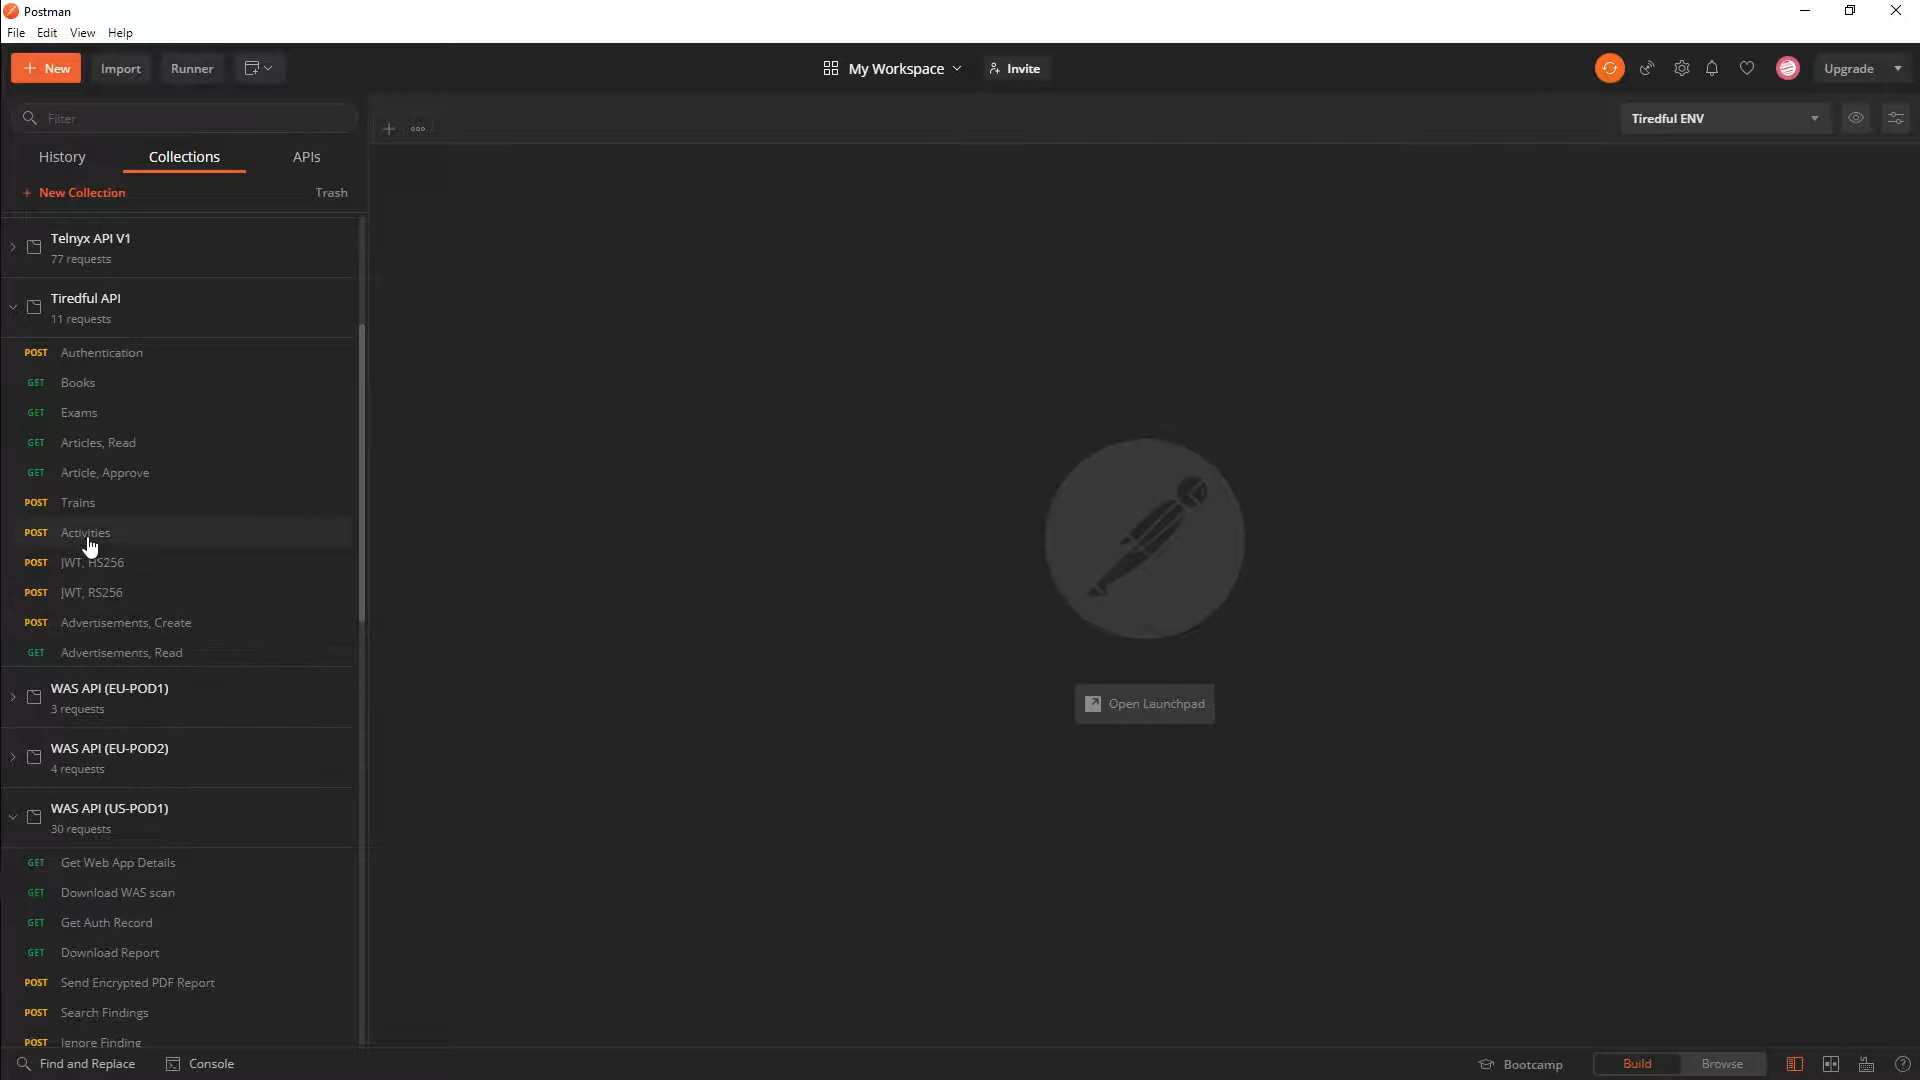 Postman
File Edit View Help
New Import Runner My Workspace Invite Upgrade
Filter
Tiredful ENV
History Collections APIs
+ New Collection Trash
Telnyx API V1
77 requests
Tiredful API
11 requests
POST Authentication
GET Books
GET Exams
GET Articles, Read
GET Article, Approve
POST Trains
POST Activities
POST JWT, HS256
POST JWT, RS256
POST Advertisements, Create
GET Advertisements, Read
WAS API (EU-POD1)
3 requests
WAS API (EU-POD2)
4 requests
WAS API (US-POD1)
30 requests
GET Get Web App Details
GET Download WAS scan
GET Get Auth Record
GET Download Report
POST Send Encrypted PDF Report
POST Search Findings
POST Ignore Finding
Open Launchpad
Find and Replace Console Bootcamp Build Browse